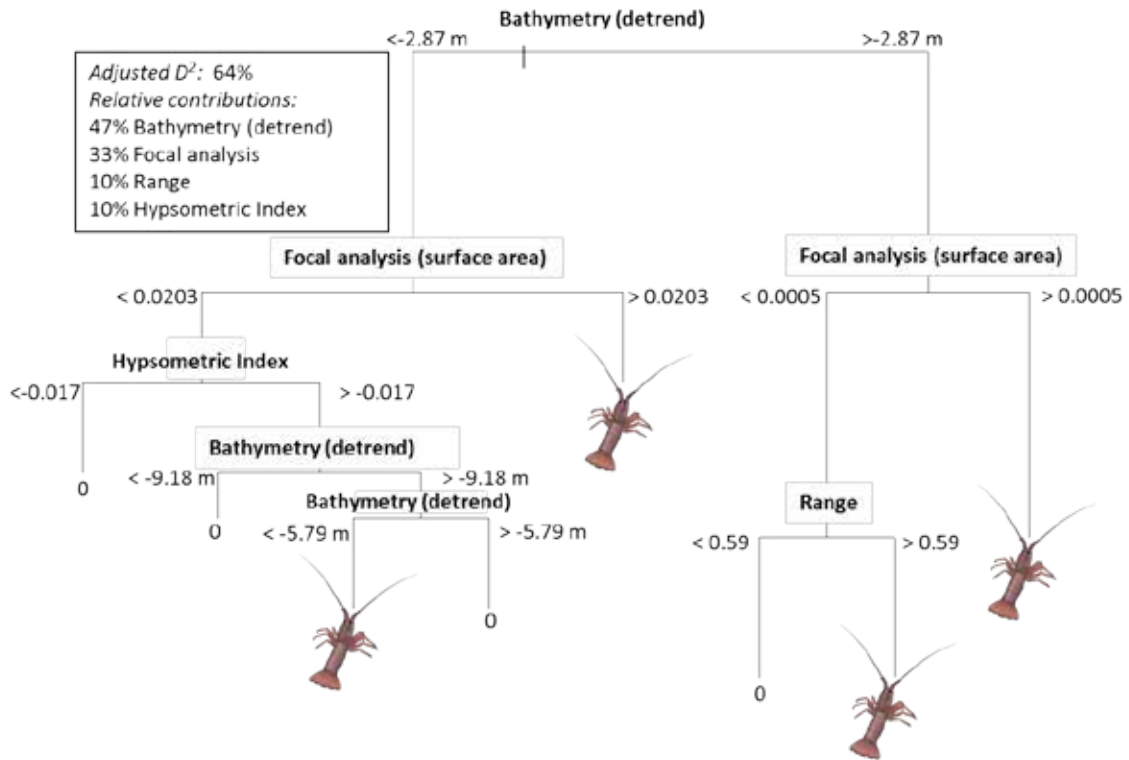 Bathymetry (detrend)
<-2.87 m
>-2.87 m
Adjusted D²: 64%
Relative contributions:
47% Bathymetry (detrend)
33% Focal analysis
10% Range
10% Hypsometric Index
Focal analysis (surface area)
Focal analysis (surface area)
< 0.0203
> 0.0203
< 0.0005
> 0.0005
Hypsometric Index
<-0.017
> -0.017
Bathymetry (detrend)
0
< -9.18 m
> -9.18 m
Bathymetry (detrend)
Range
0
< -5.79 m
> -5.79 m
< 0.59
> 0.59
0
0